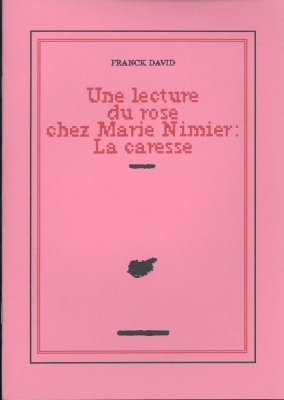 FRANCK DAVID
Une lecture
du rose
chez Marie Nimier:
La caresse